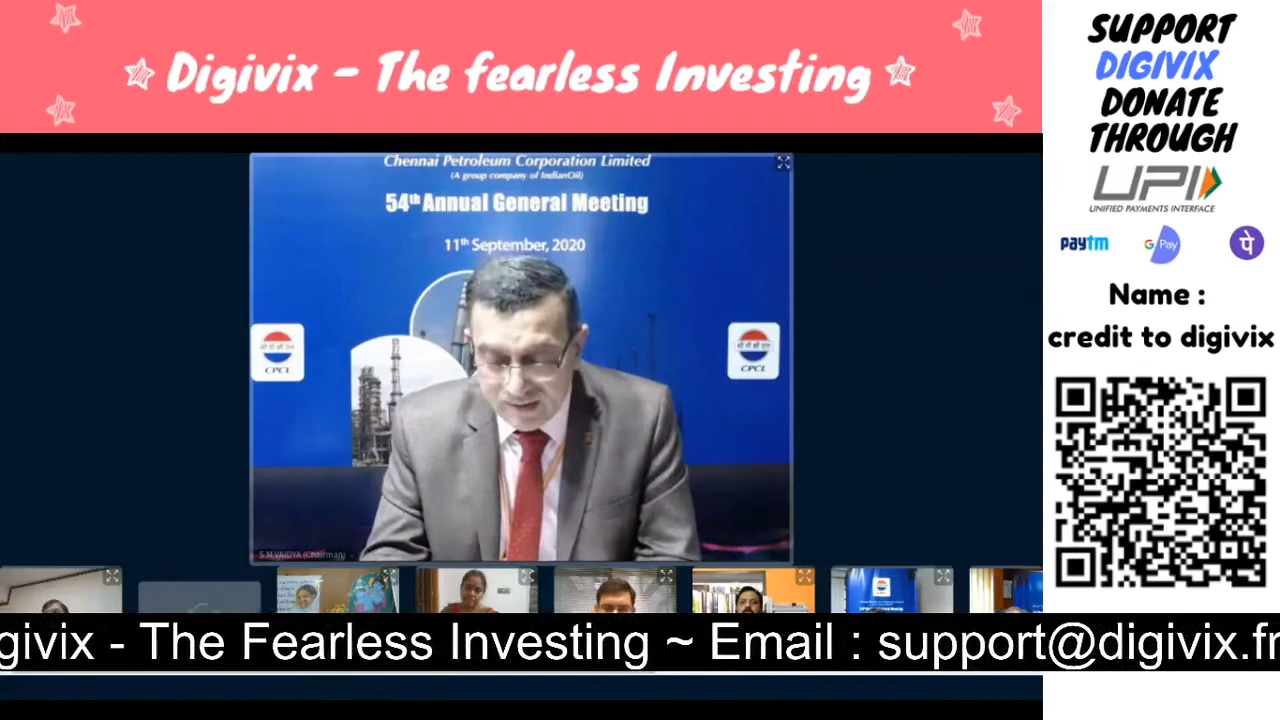 Digivix - The fearless Investing
Chennai Petroleum Corporation Limited
(A group company of IndianOil)
54th Annual General Meeting
11th September, 2020
CPCL
सी पी सी एल
CPCL
S.M.VAIDYA (Chairman)
SUPPORT
DIGIVIX
DONATE
THROUGH
UPI
UNIFIED PAYMENTS INTERFACE
paytm
G Pay
पे
Name :
credit to digivix
givix - The Fearless Investing ~ Email : support@digivix.fr